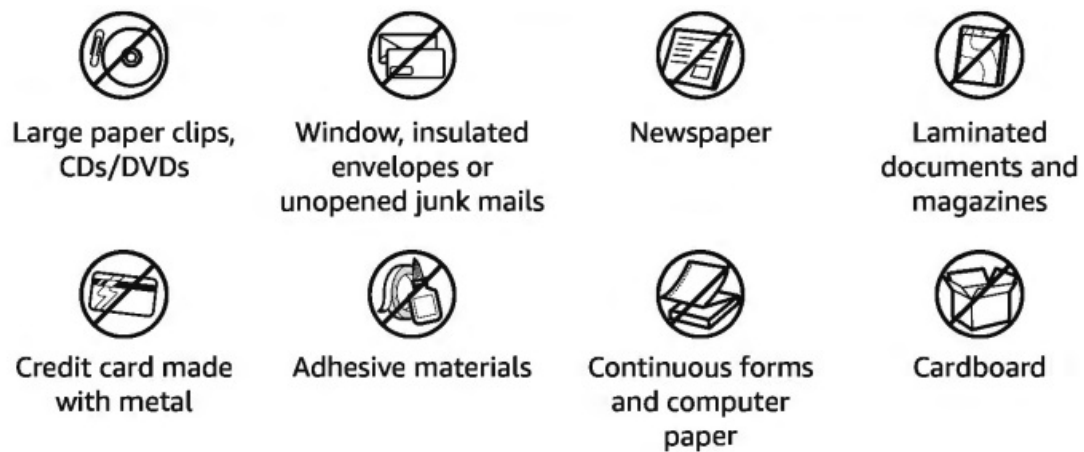 Large paper clips,
CDs/DVDs
Window, insulated
envelopes or
unopened junk mails
Newspaper
Laminated
documents and
magazines
Credit card made
with metal
Adhesive materials
Continuous forms
and computer
paper
Cardboard